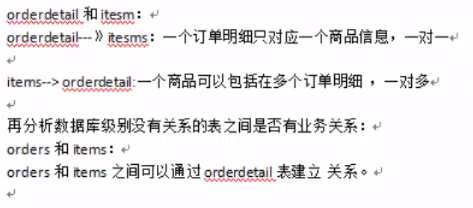 orderdetail 和 itesm：
orderdetail---》itesms：一个订单明细只对应一个商品信息，一对一
items--> orderdetail:一个商品可以包括在多个订单明细 ，一对多
再分析数据库级别没有关系的表之间是否有业务关系：
orders 和 items：
orders 和 items 之间可以通过 orderdetail 表建立 关系。